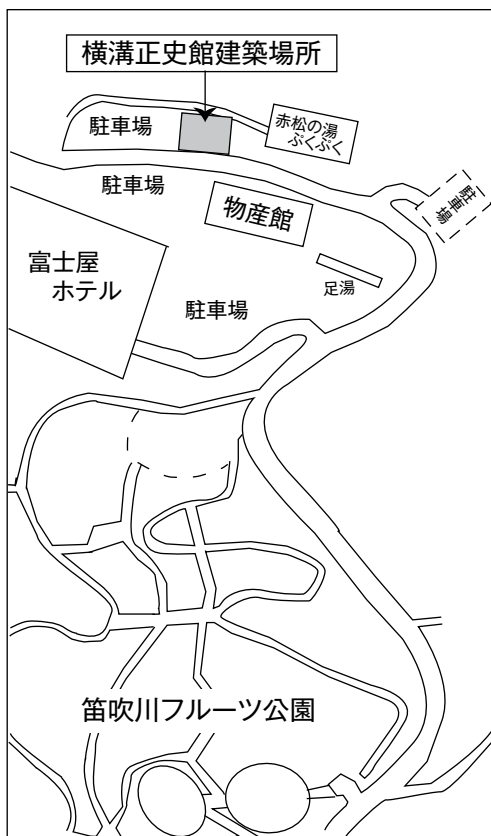 横溝正史館建築場所
駐車場
赤松の湯
ぷくぷく
駐車場
駐車場
物産館
富士屋
ホテル
足湯
駐車場
笛吹川フルーツ公園